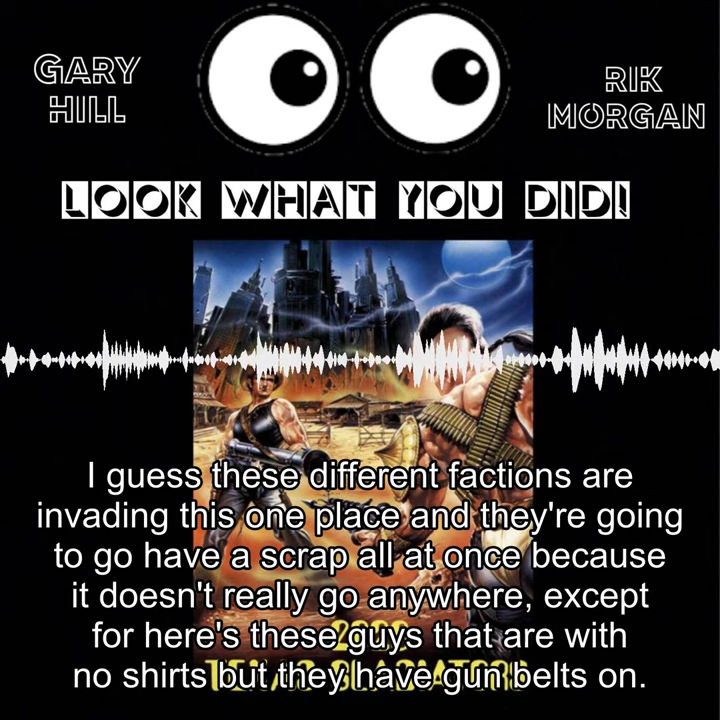 GARY
HILL
RIK
MORGAN
LOOK WHAT YOU DID!
I guess these different factions are
invading this one place and they're going
to go have a scrap all at once because
it doesn't really go anywhere, except
for here's these guys that are with
no shirts but they have gun belts on.